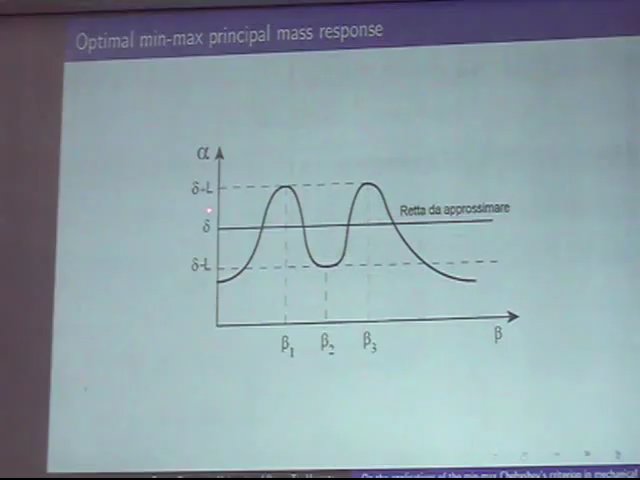 Optimal min-max principal mass response
α
δ-L
δ
Retta da approssimare
δ-L
β1 β2 β3
β
On the applications of the min-max Chebyshev's criterion in mechanical